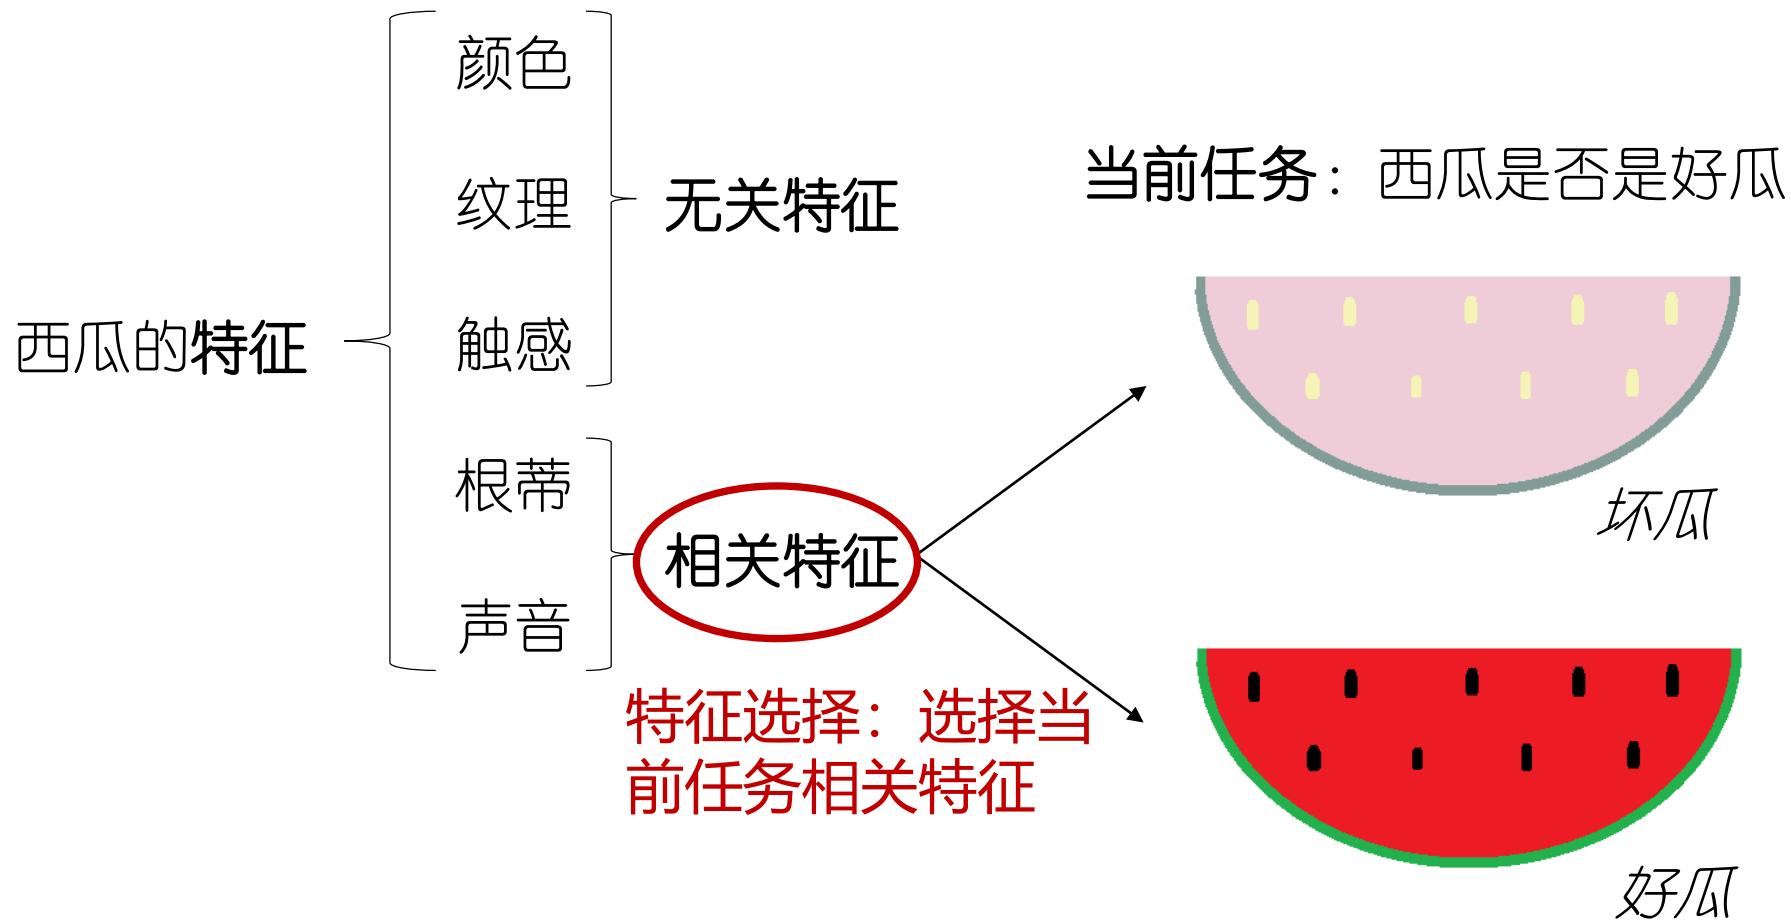 西瓜的特征
颜色
纹理
触感
根蒂
声音
无关特征
相关特征
特征选择：选择当
前任务相关特征
当前任务：西瓜是否是好瓜
坏瓜
好瓜